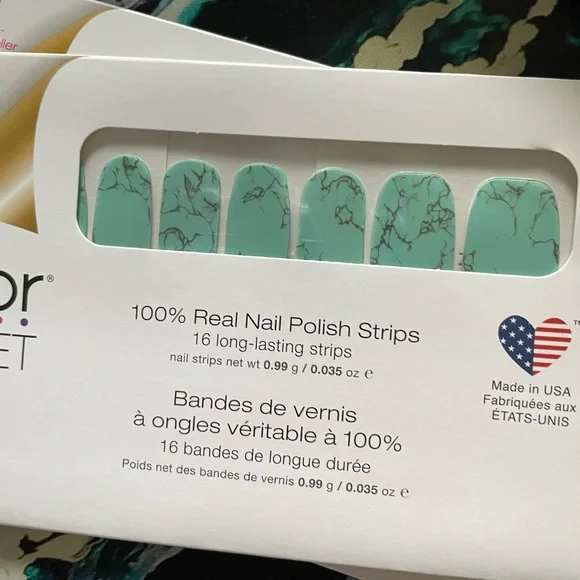 100% Real Nail Polish Strips
16 long-lasting strips
nail strips net wt 0.99 g / 0.035 oz ℮
Bandes de vernis
à ongles véritable à 100%
16 bandes de longue durée
Poids net des bandes de vernis 0.99 g / 0.035 oz ℮
™
Made in USA
Fabriquées aux
ÉTATS-UNIS